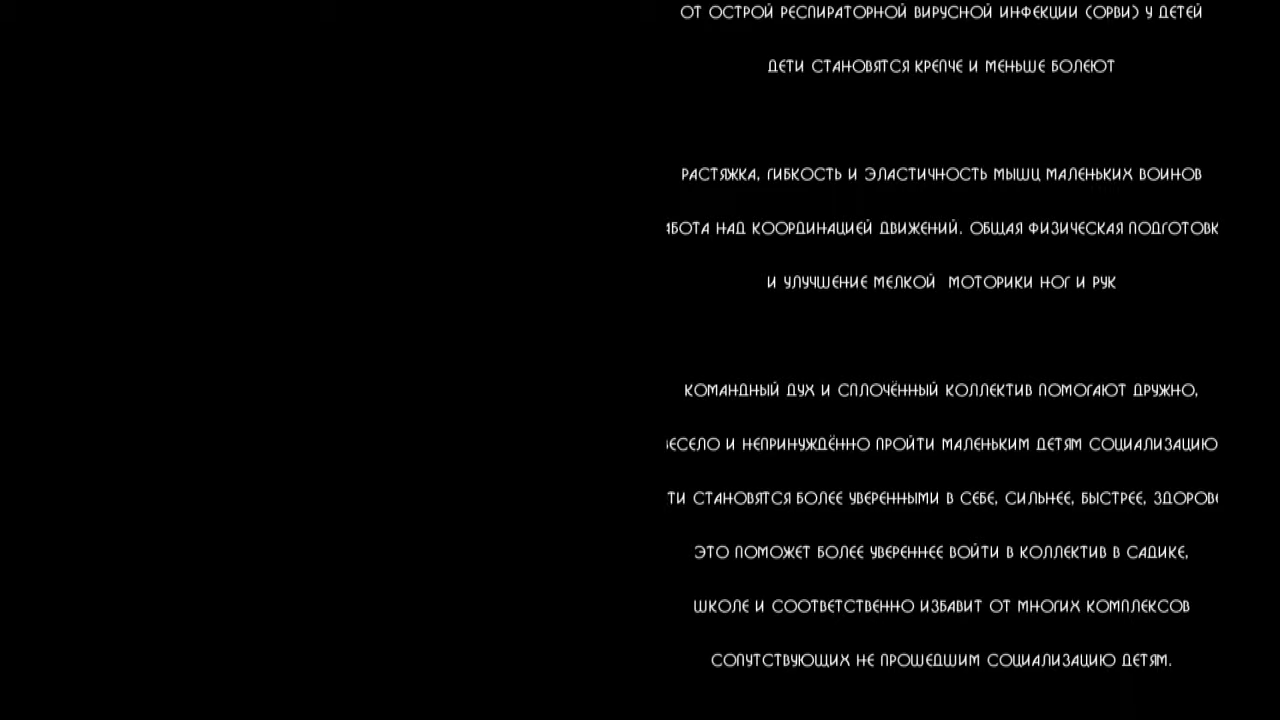 ОТ ОСТРОЙ РЕСПИРАТОРНОЙ ВИРУСНОЙ ИНФЕКЦИИ (ОРВИ) У ДЕТЕЙ
ДЕТИ СТАНОВЯТСЯ КРЕПЧЕ И МЕНЬШЕ БОЛЕЮТ
РАСТЯЖКА, ГИБКОСТЬ И ЭЛАСТИЧНОСТЬ МЫШЦ МАЛЕНЬКИХ ВОИНОВ
НАД КООРДИНАЦИЕЙ ДВИЖЕНИЙ. ОБЩАЯ ФИЗИЧЕСКАЯ
И УЛУЧШЕНИЕ МЕЛКОЙ МОТОРИКИ НОГ И РУК
КОМАНДНЫЙ ДУХ И СПЛОЧЁННЫЙ КОЛЛЕКТИВ ПОМОГАЮТ ДРУЖНО,
И НЕПРИНУЖДЁННО ПРОЙТИ МАЛЕНЬКИМ ДЕТЯМ СОЦИАЛИЗАЦИЮ
СТАНОВЯТСЯ БОЛЕЕ УВЕРЕННЫМИ В СЕБЕ, СИЛЬНЕЕ, БЫСТРЕЕ,
ЭТО ПОМОЖЕТ БОЛЕЕ УВЕРЕННЕЕ ВОЙТИ В КОЛЛЕКТИВ В САДИКЕ,
ШКОЛЕ И СООТВЕТСТВЕННО ИЗБАВИТ ОТ МНОГИХ КОМПЛЕКСОВ
СОПУТСТВУЮЩИХ НЕ ПРОШЕДШИМ СОЦИАЛИЗАЦИЮ ДЕТЯМ.